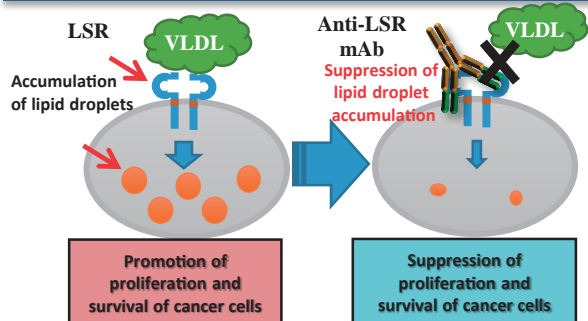 LSR
VLDL
Accumulation
of lipid droplets
Promotion of
proliferation and
survival of cancer cells
Anti-LSR
mAb
VLDL
Suppression of
lipid droplet
accumulation
Suppression of
proliferation and
survival of cancer cells